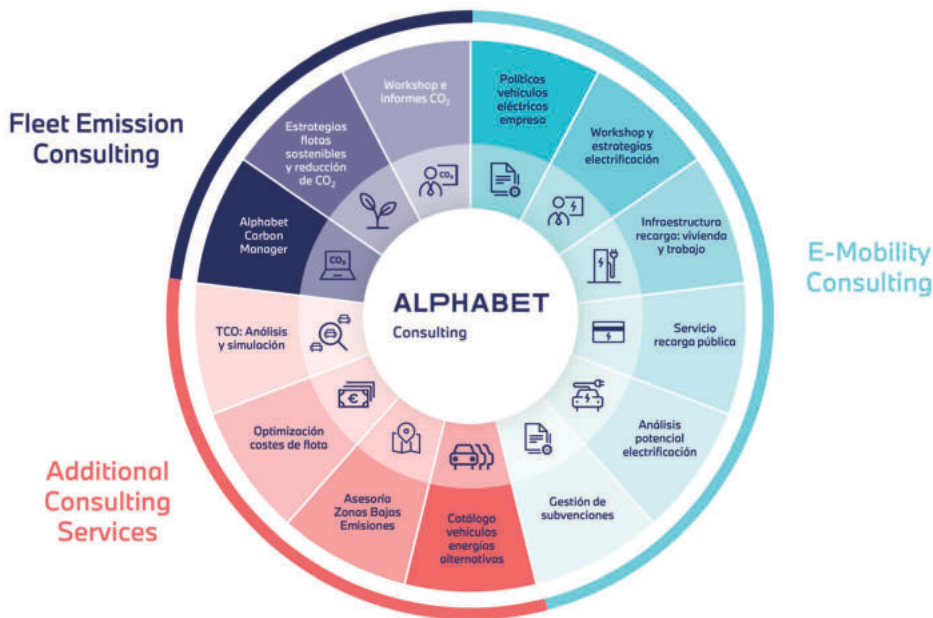 Fleet Emission
Consulting
Workshop e
informes CO₂
Estrategias
flotas
sostenibles
y reducción
de CO₂
Alphabet
Carbon
Manager
CO₂
CO₂
Políticas
vehículos
eléctricos
empresa
Workshop y
estrategias
electrificación
Infraestructura
recarga: vivienda
y trabajo
Servicio
recarga pública
Análisis
potencial
electrificación
Gestión de
subvenciones
E-Mobility
Consulting
ALPHABET
Consulting
TCO: Análisis
y simulación
Optimización
costes de flota
€
Asesoría
Zonas Bajas
Emisiones
Catálogo
vehículos
energías
alternativas
Additional
Consulting
Services